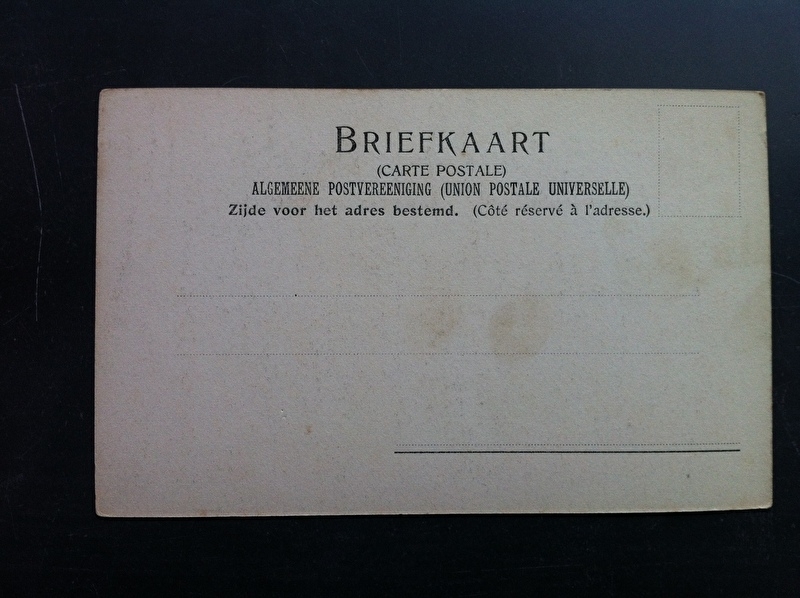 BRIEFKAART
(CARTE POSTALE)
ALGEMEENE POSTVEREENIGING (UNION POSTALE UNIVERSELLE)
Zijde voor het adres bestemd. (Côté réservé à l'adresse.)